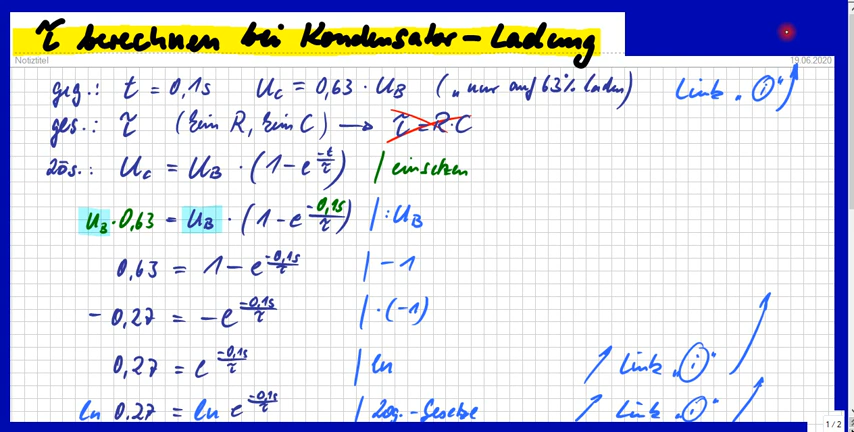 τ berechnen bei Kondensator-Ladung
Notiztitel
19.06.2020
geg.: t = 0,1s   U_C = 0,63 · U_B   („nur auf 63% laden)   Link „ⓘ“
ges.: τ   (kein R, kein C) → τ = R·C
Lös.: U_C = U_B · (1 - e^(-t/τ))   | einsetzen
U_B · 0,63 = U_B · (1 - e^(-0,1s/τ))   | : U_B
0,63 = 1 - e^(-0,1s/τ)   | -1
- 0,27 = - e^(-0,1s/τ)   | · (-1)
0,27 = e^(-0,1s/τ)   | ln   Link „ⓘ“
ln 0,27 = ln e^(-0,1s/τ)   | Log.-Gesetze   Link „ⓘ“
1 / 2